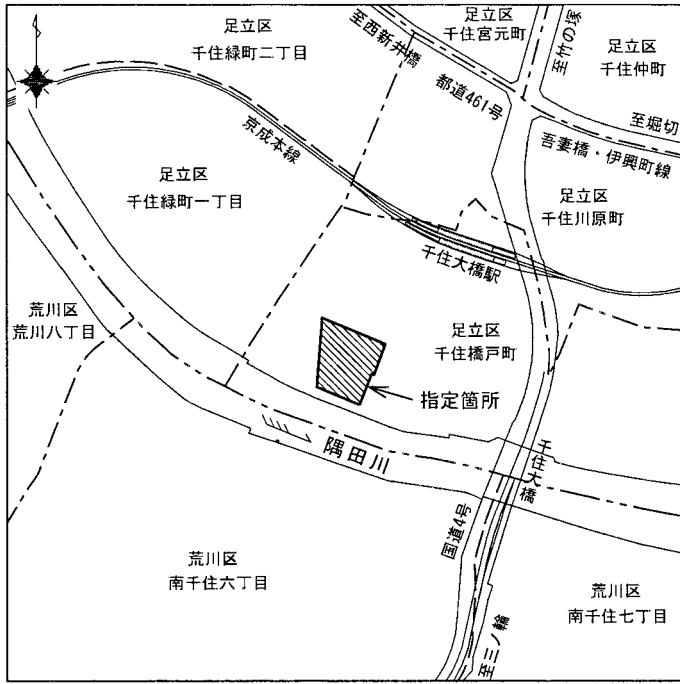 足立区
千住緑町二丁目
至西新井橋
足立区
千住宮元町
至竹の塚
足立区
千住仲町
都道461号
至堀切
吾妻橋・伊興町線
京成本線
足立区
千住緑町一丁目
足立区
千住川原町
千住大橋駅
荒川区
荒川八丁目
足立区
千住橋戸町
指定箇所
隅田川
千住大橋
国道4号
荒川区
南千住六丁目
荒川区
南千住七丁目
至三ノ輪